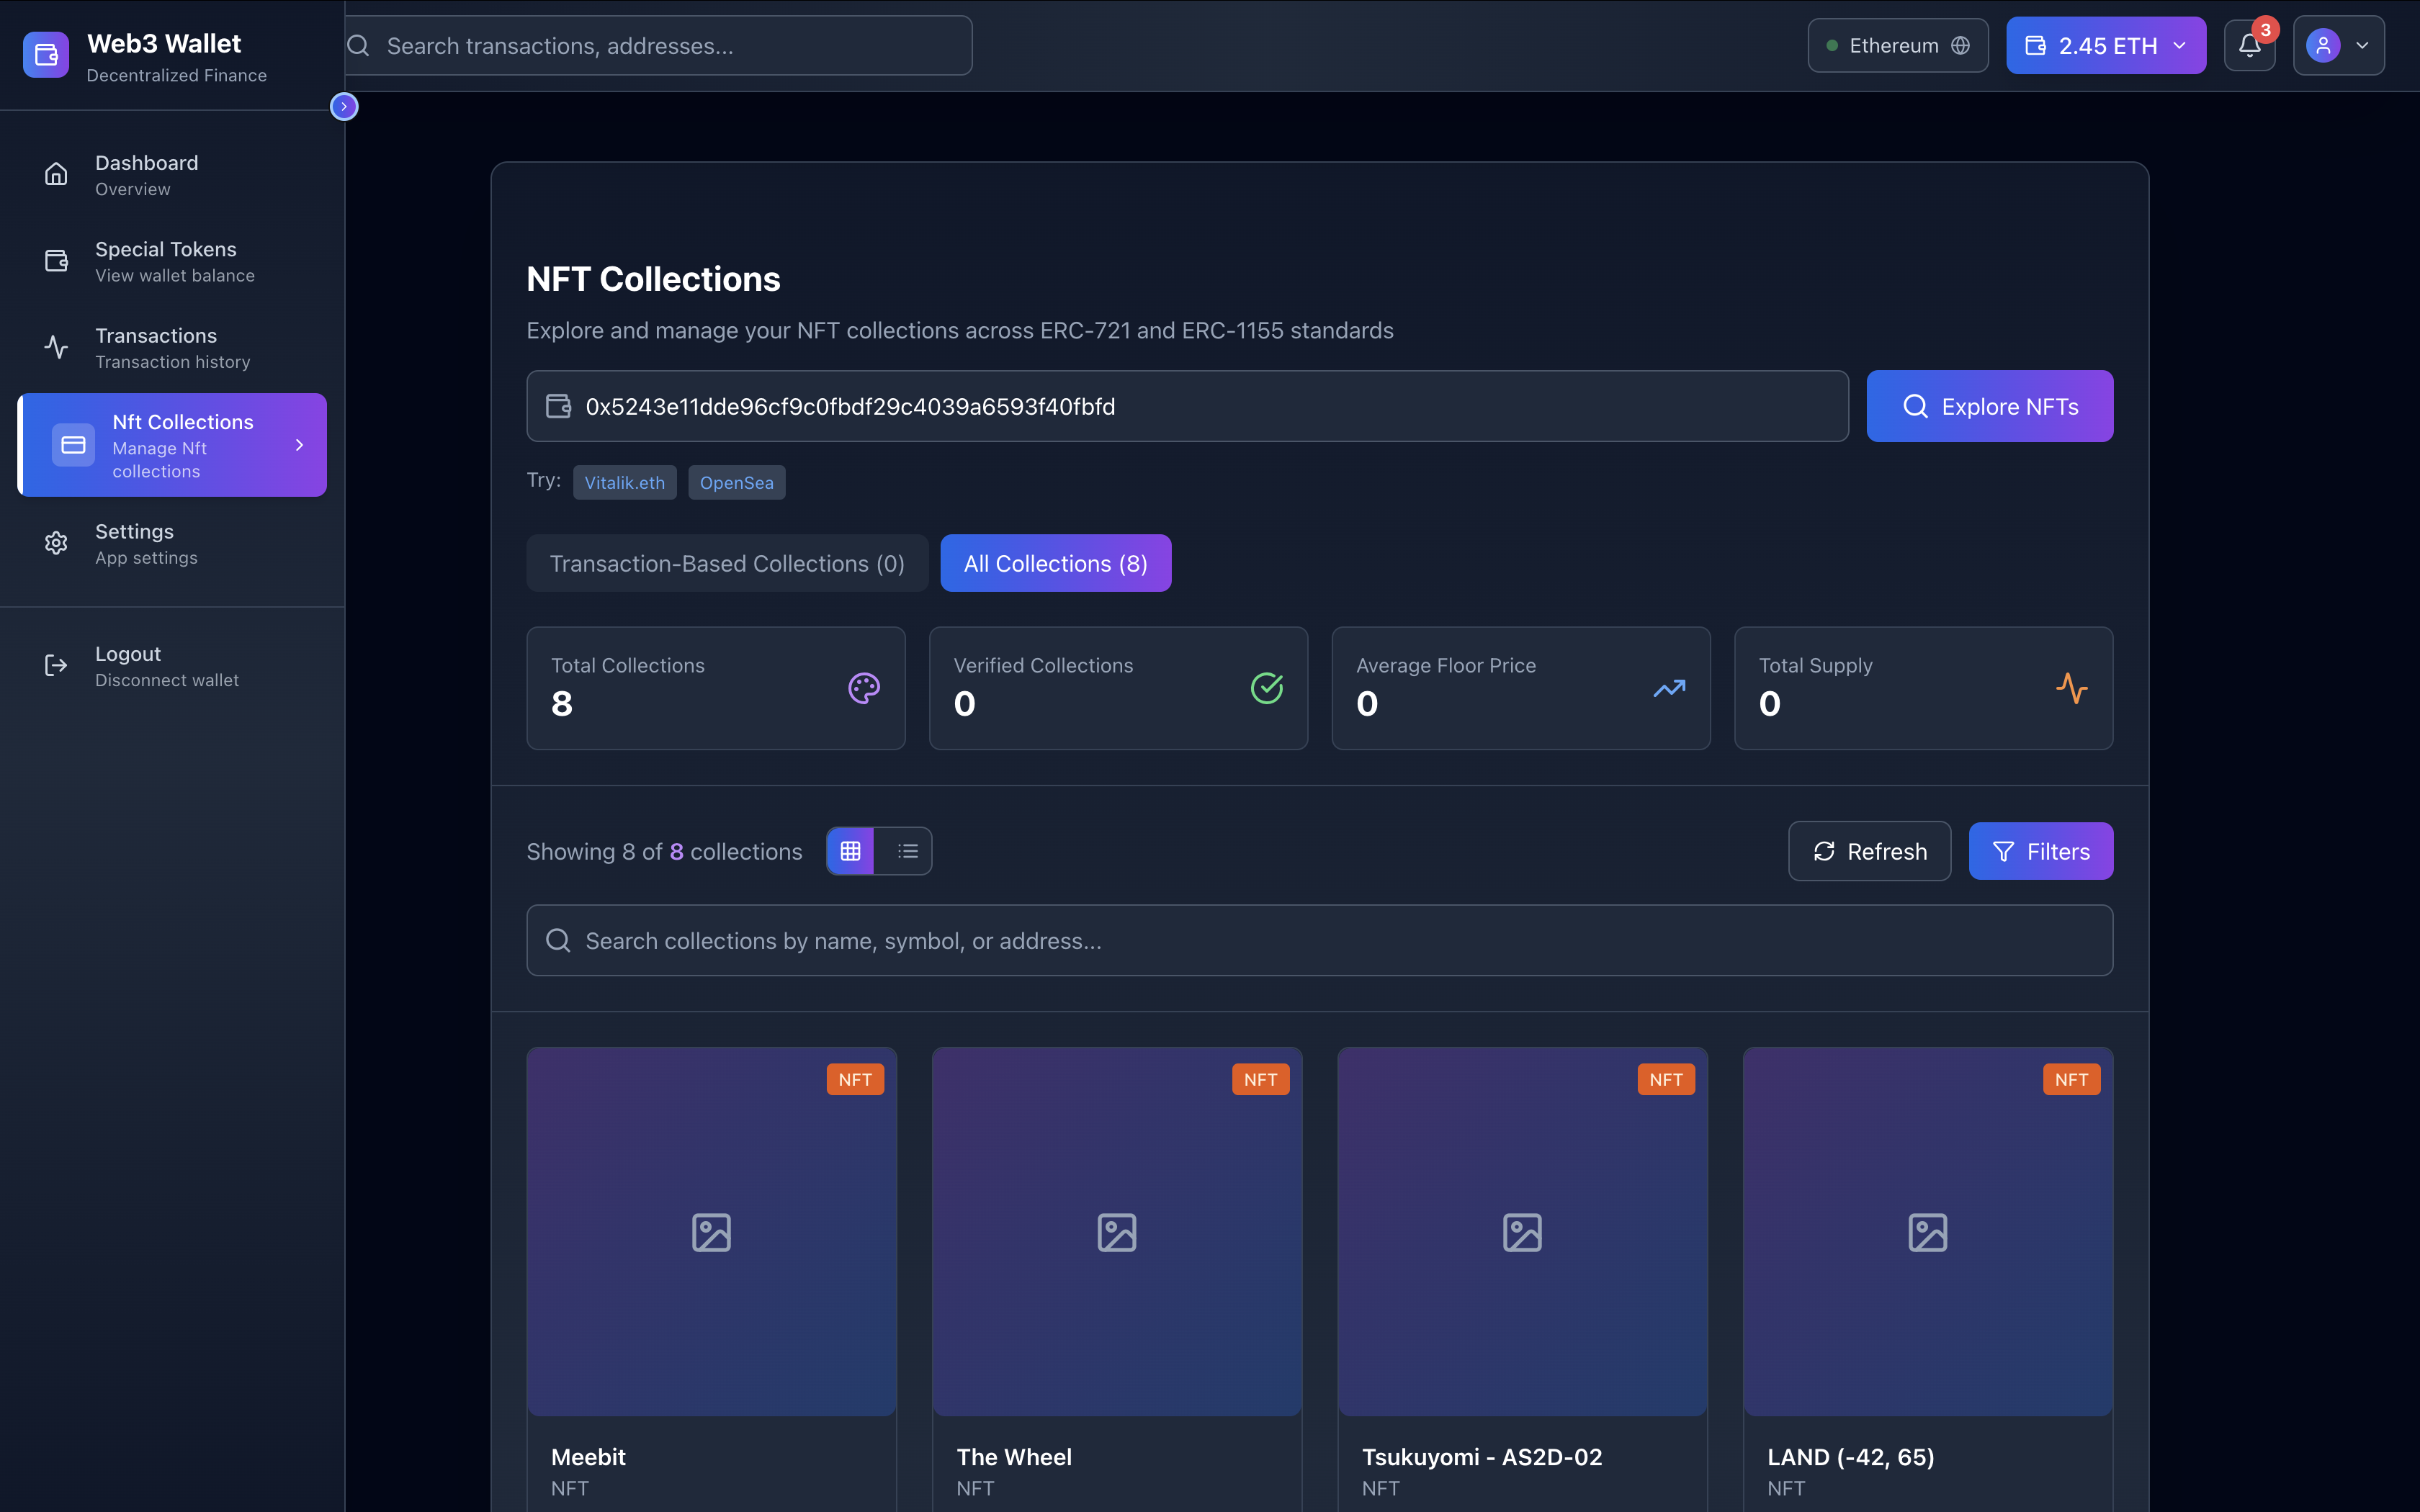 Web3 Wallet
Decentralized Finance
Search transactions, addresses...
Ethereum
2.45 ETH
3
Dashboard
Overview
Special Tokens
View wallet balance
Transactions
Transaction history
Nft Collections
Manage Nft
collections
Settings
App settings
Logout
Disconnect wallet
NFT Collections
Explore and manage your NFT collections across ERC-721 and ERC-1155 standards
0x5243e11dde96cf9c0fbdf29c4039a6593f40fbfd
Explore NFTs
Try: Vitalik.eth OpenSea
Transaction-Based Collections (0) All Collections (8)
Total Collections
8
Verified Collections
0
Average Floor Price
0
Total Supply
0
Showing 8 of 8 collections
Refresh
Filters
Search collections by name, symbol, or address...
NFT
Meebit
NFT
NFT
The Wheel
NFT
NFT
Tsukuyomi - AS2D-02
NFT
NFT
LAND (-42, 65)
NFT